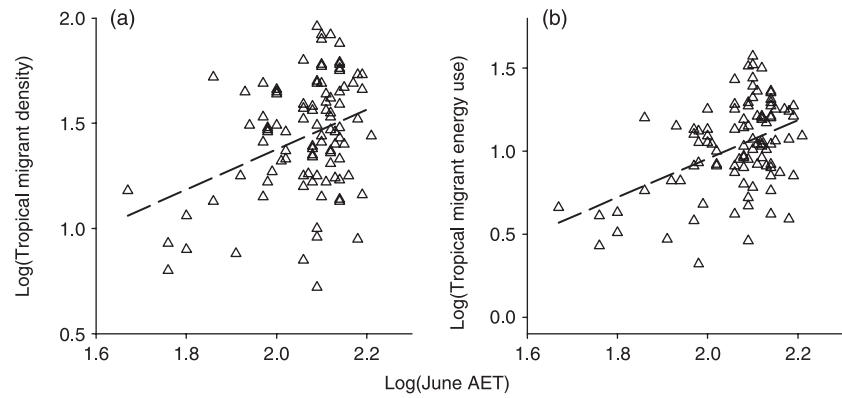 (a)
Log(Tropical migrant density)
2.0
1.5
1.0
0.5
1.6 1.8 2.0 2.2
(b)
Log(Tropical migrant energy use)
1.5
1.0
0.5
0.0
1.6 1.8 2.0 2.2
Log(June AET)